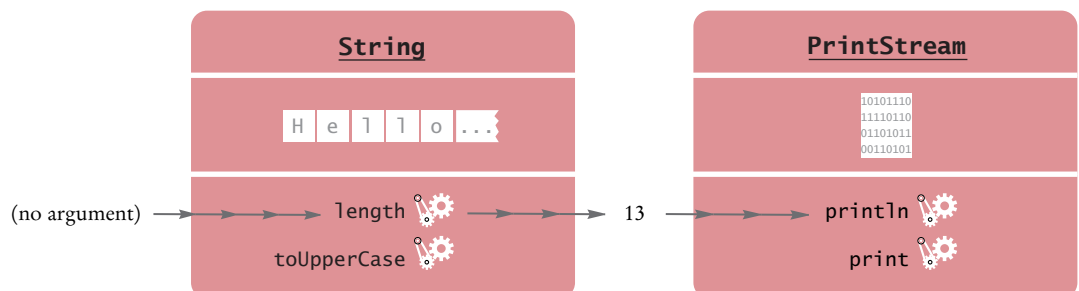 String
PrintStream
H e l l o ...
10101110
11110110
01101011
00110101
(no argument) length 13 println
toUpperCase print